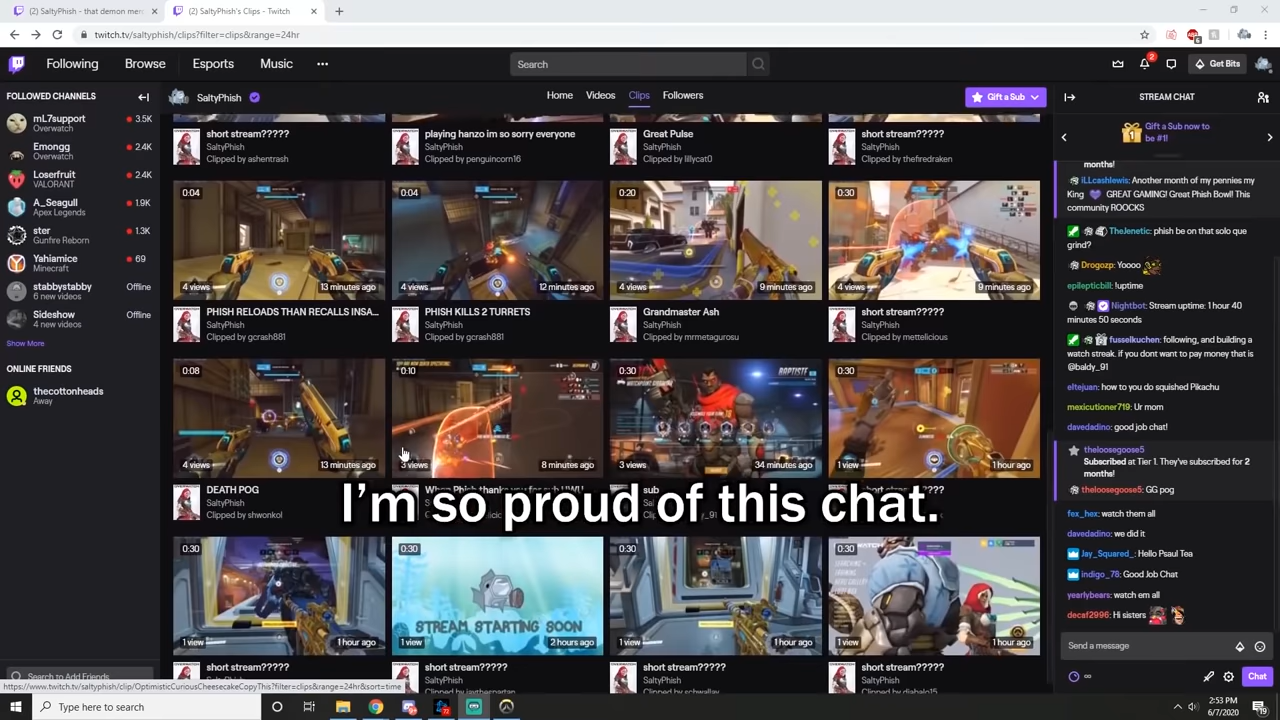 (2) SaltyPhish - that demon mer
(2) SaltyPhish's Clips - Twitch
twitch.tv/saltyphish/clips?filter=clips&range=24hr
Following
Browse
Esports
Music
Search
2
Get Bits
FOLLOWED CHANNELS
mL7support
Overwatch
3.5K
Emongg
Overwatch
2.4K
Loserfruit
VALORANT
2.4K
A_Seagull
Apex Legends
ster
Gunfire Reborn
1.3K
Yahiamice
Minecraft
69
stabbystabby
6 new videos
Offline
Sideshow
4 new videos
Offline
Show More
ONLINE FRIENDS
thecottonheads
Away
Search to Add Friends
SaltyPhish
Home
Videos
Clips
Followers
Gift a Sub
short stream?????
SaltyPhish
Clipped by ashentrash
playing hanzo im so sorry everyone
SaltyPhish
Clipped by penguincorn16
Great Pulse
SaltyPhish
Clipped by lillycat0
short stream?????
SaltyPhish
Clipped by thefiredraken
0:04
4 views
13 minutes ago
PHISH RELOADS THAN RECALLS INSA...
SaltyPhish
Clipped by gcrash881
0:04
4 views
12 minutes ago
PHISH KILLS 2 TURRETS
SaltyPhish
Clipped by gcrash881
0:20
4 views
9 minutes ago
Grandmaster Ash
SaltyPhish
Clipped by mrmetagurosu
0:30
4 views
9 minutes ago
short stream?????
SaltyPhish
Clipped by mettelicious
0:08
4 views
13 minutes ago
DEATH POG
SaltyPhish
Clipped by shwonkol
0:10
3 views
8 minutes ago
0:30
BAPTISTE
3 views
34 minutes ago
sub
0:30
1 view
1 hour ago
I'm so proud of this chat.
0:30
1 view
1 hour ago
short stream?????
SaltyPhish
0:30
STREAM STARTING SOON
1 view
2 hours ago
short stream?????
SaltyPhish
0:30
1 view
1 hour ago
short stream?????
SaltyPhish
0:30
1 view
1 hour ago
short stream?????
SaltyPhish
STREAM CHAT
Gift a Sub now to
be #1!
months!
iLLcashlewis: Another month of my pennies my
King GREAT GAMING! Great Phish Bowl! This
community ROOCKS
TheJenetic: phish be on that solo que
grind?
Drogozp: Yoooo
epilepticbill: !uptime
Nightbot: Stream uptime: 1 hour 40
minutes 50 seconds
fusselkuchen: following, and building a
watch streak. if you dont want to pay money that is
@baldy_91
eltejuan: how to you do squished Pikachu
mexicutioner719: Ur mom
davedadino: good job chat!
theloosegoose5
Subscribed at Tier 1. They've subscribed for 2
months!
theloosegoose5: GG pog
fex_hex: watch them all
davedadino: we did it
Jay_Squared_: Hello Psaul Tea
indigo_78: Good Job Chat
yeerlybears: watch em all
decaf2996: Hi sisters
Send a message
Chat
https://www.twitch.tv/saltyphish/clip/OptimisticCuriousCheesecakeCopyThis?filter=clips&range=24hr&sort=time
Type here to search
2:53 PM
6/7/2020